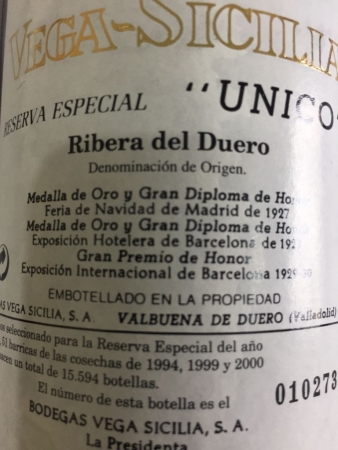 VEGA-SICILIA
RESERVA ESPECIAL "UNICO"
Ribera del Duero
Denominación de Origen.
Medalla de Oro y Gran Diploma de
Feria de Navidad de Madrid de 1927
Medalla de Oro y Gran Diploma de
Exposición Hotelera de Barcelona de
Gran Premio de Honor
Exposición Internacional de Barcelona
EMBOTELLADO EN LA PROPIEDAD
VEGA SICILIA, S. A. VALBUENA DE DUERO (Valladolid)
seleccionado para la Reserva Especial del año
51 barricas de las cosechas de 1994, 1999 y 2000
un total de 15.594 botellas.
El número de esta botella es el 010273
BODEGAS VEGA SICILIA, S. A.
La Presidenta